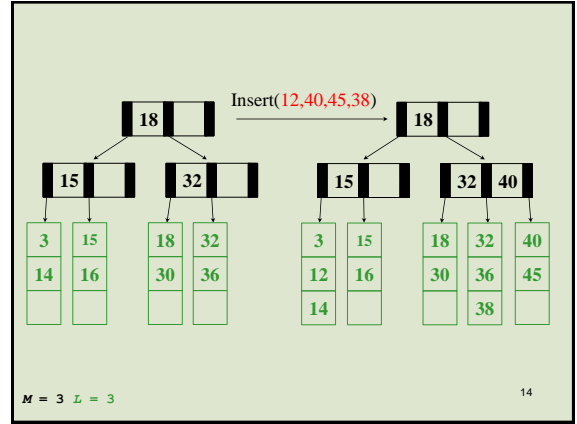 Insert(12,40,45,38)
18 18
15 32 15 32 40
3 15 18 32 3 15 18 32 40
14 16 30 36 12 16 30 36 45
14 38
M = 3 L = 3
14